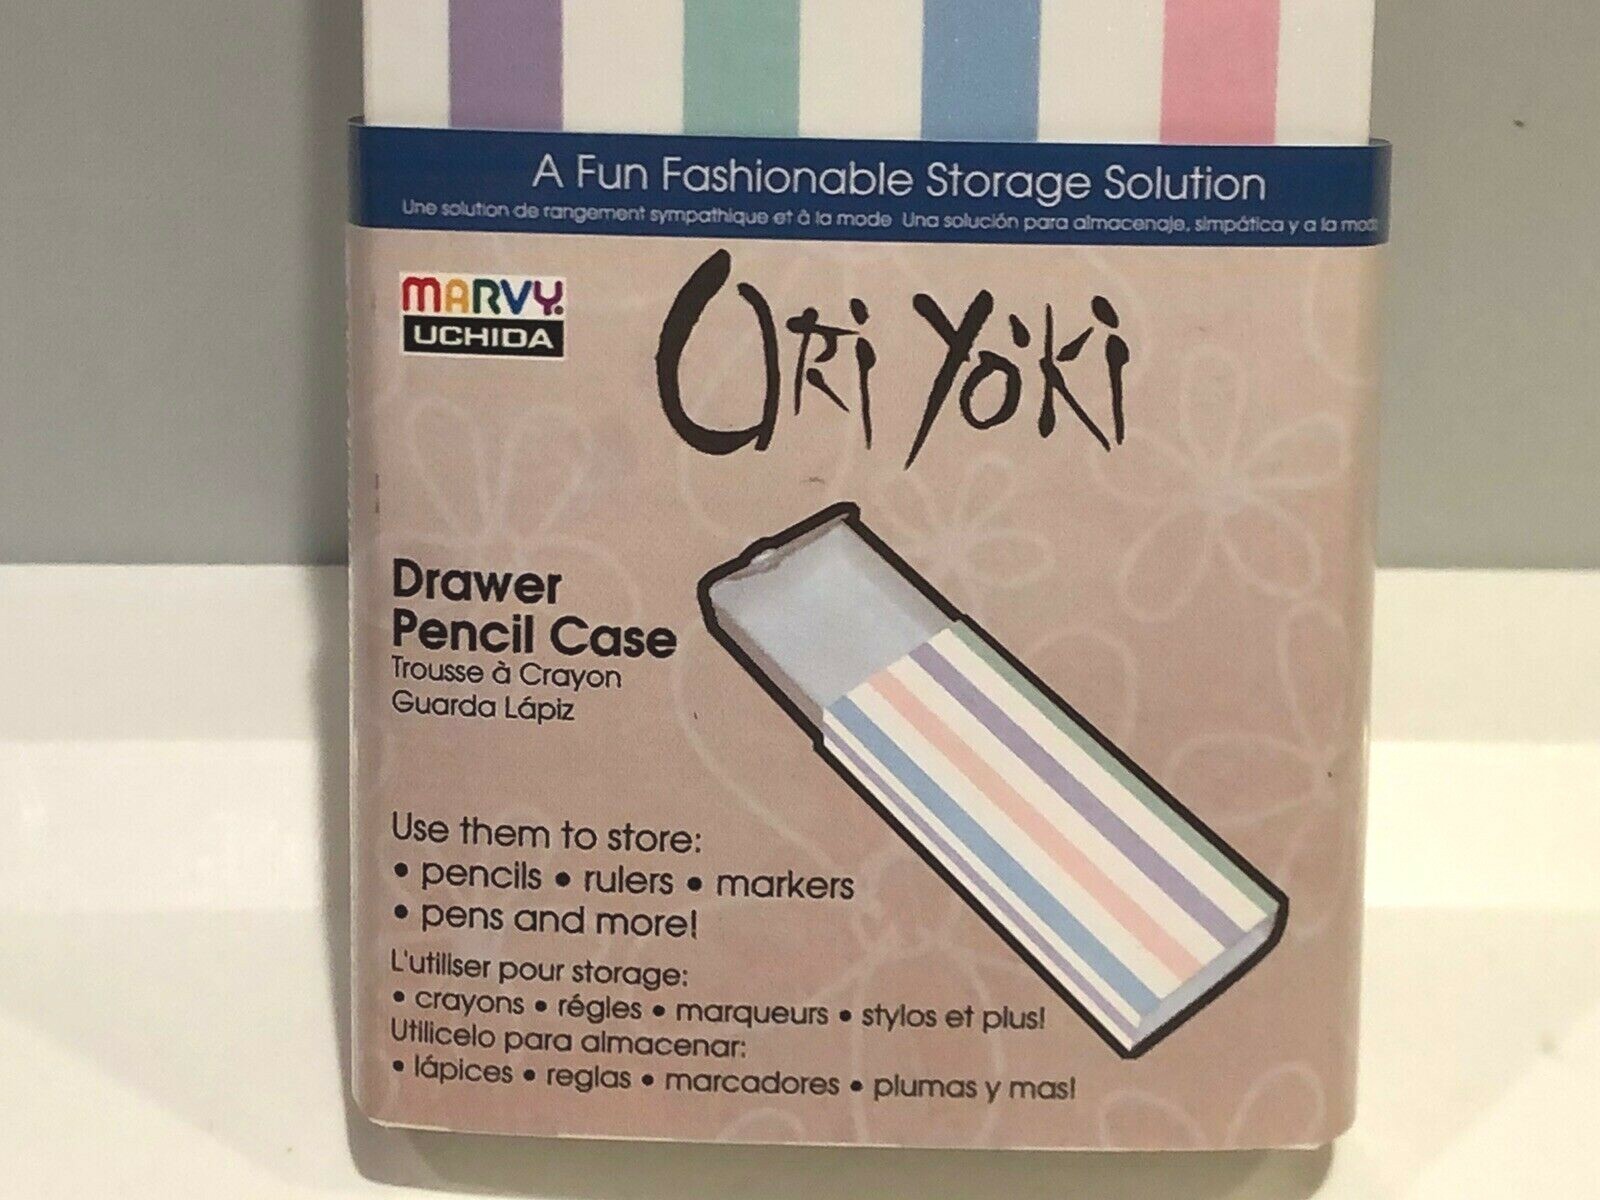 A Fun Fashionable Storage Solution
Une solution de rangement sympathique et à la mode Una solución para almacenaje, simpática y a la moda
MARVY®
UCHIDA
Ori Yoki
Drawer
Pencil Case
Trousse à Crayon
Guarda Lápiz
Use them to store:
• pencils • rulers • markers
• pens and more!
L'utiliser pour storage:
• crayons • régles • marqueurs • stylos et plus!
Utilicelo para almacenar:
• lápices • reglas • marcadores • plumas y mas!